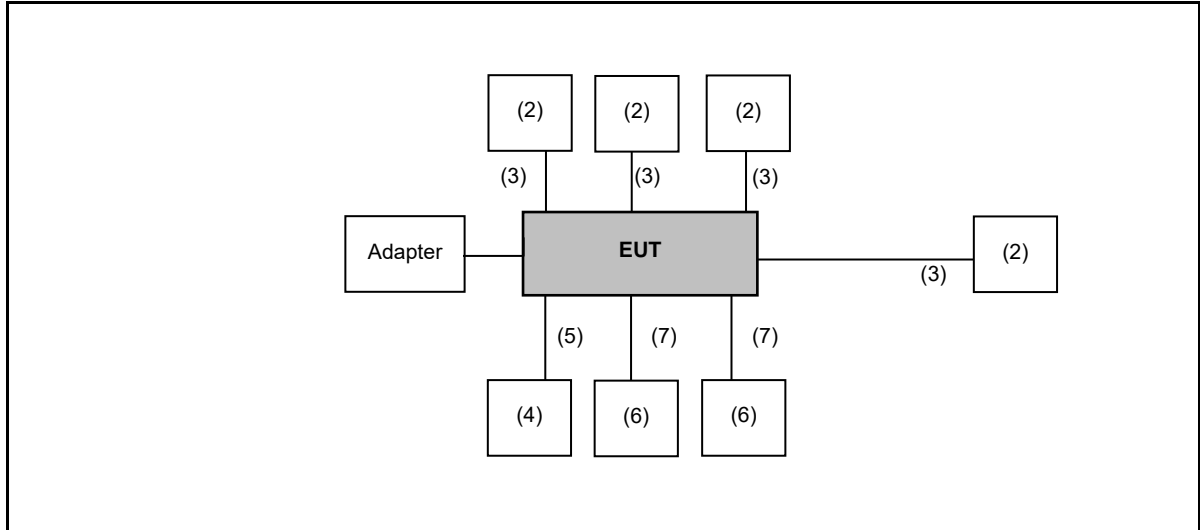 (2) (2) (2)
(3) (3) (3)
Adapter EUT (2)
(3)
(5) (7) (7)
(4) (6) (6)